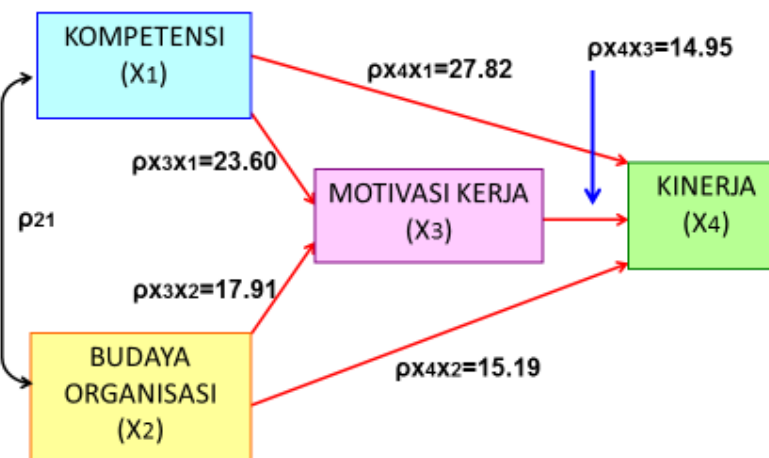 KOMPETENSI
(X1)
ρx4x1=27.82
ρx4x3=14.95
ρx3x1=23.60
MOTIVASI KERJA
(X3)
KINERJA
(X4)
ρ21
ρx3x2=17.91
BUDAYA
ORGANISASI
(X2)
ρx4x2=15.19